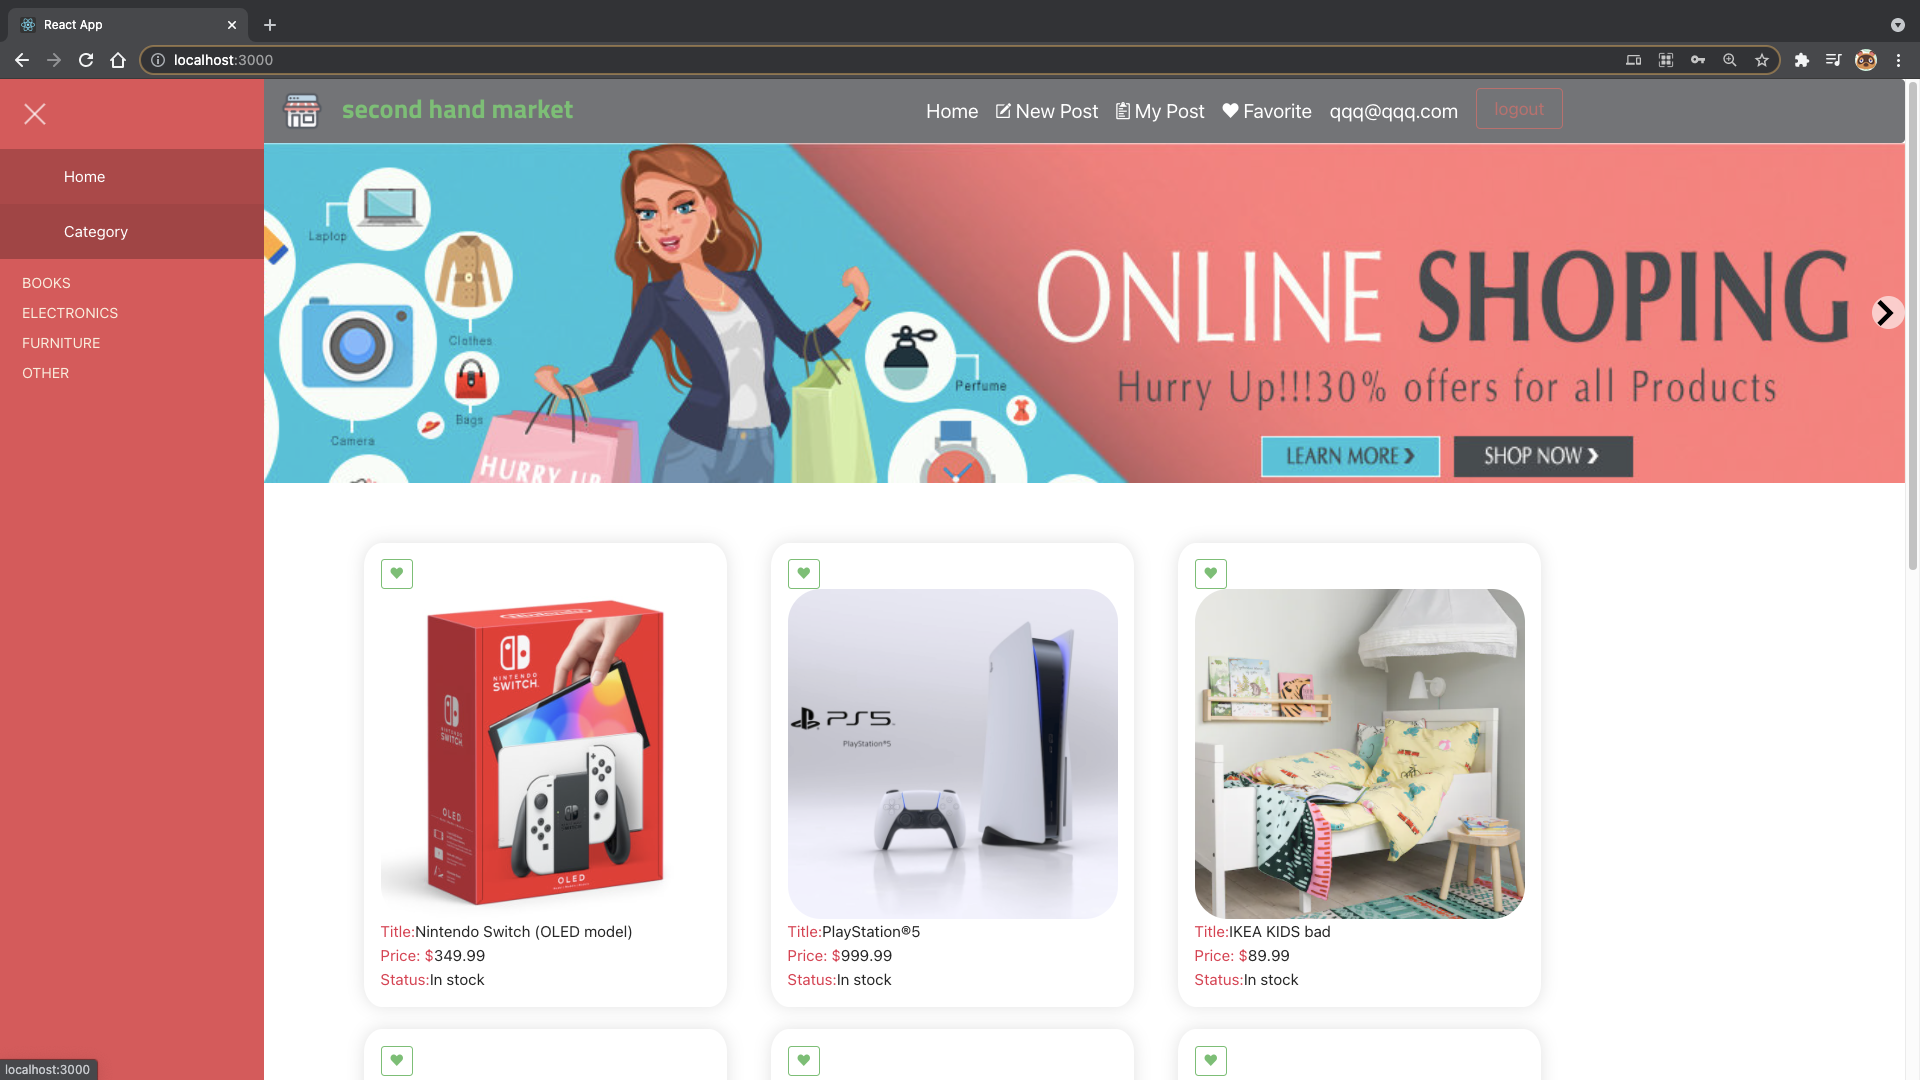 React App
localhost:3000
second hand market
Home
New Post
My Post
Favorite
qqq@qqq.com
logout
Home
Category
BOOKS
ELECTRONICS
FURNITURE
OTHER
Laptop
Clothes
Camera
Bags
Perfume
HURRY UP
ONLINE SHOPING
Hurry Up!!!30% offers for all Products
LEARN MORE
SHOP NOW
Nintendo
NINTENDO
SWITCH
NINTENDO
SWITCH
OLED
OLED
Title:Nintendo Switch (OLED model)
Price: $349.99
Status:In stock
PS5
PlayStation®5
Title:PlayStation®5
Price: $999.99
Status:In stock
Title:IKEA KIDS bad
Price: $89.99
Status:In stock
localhost:3000